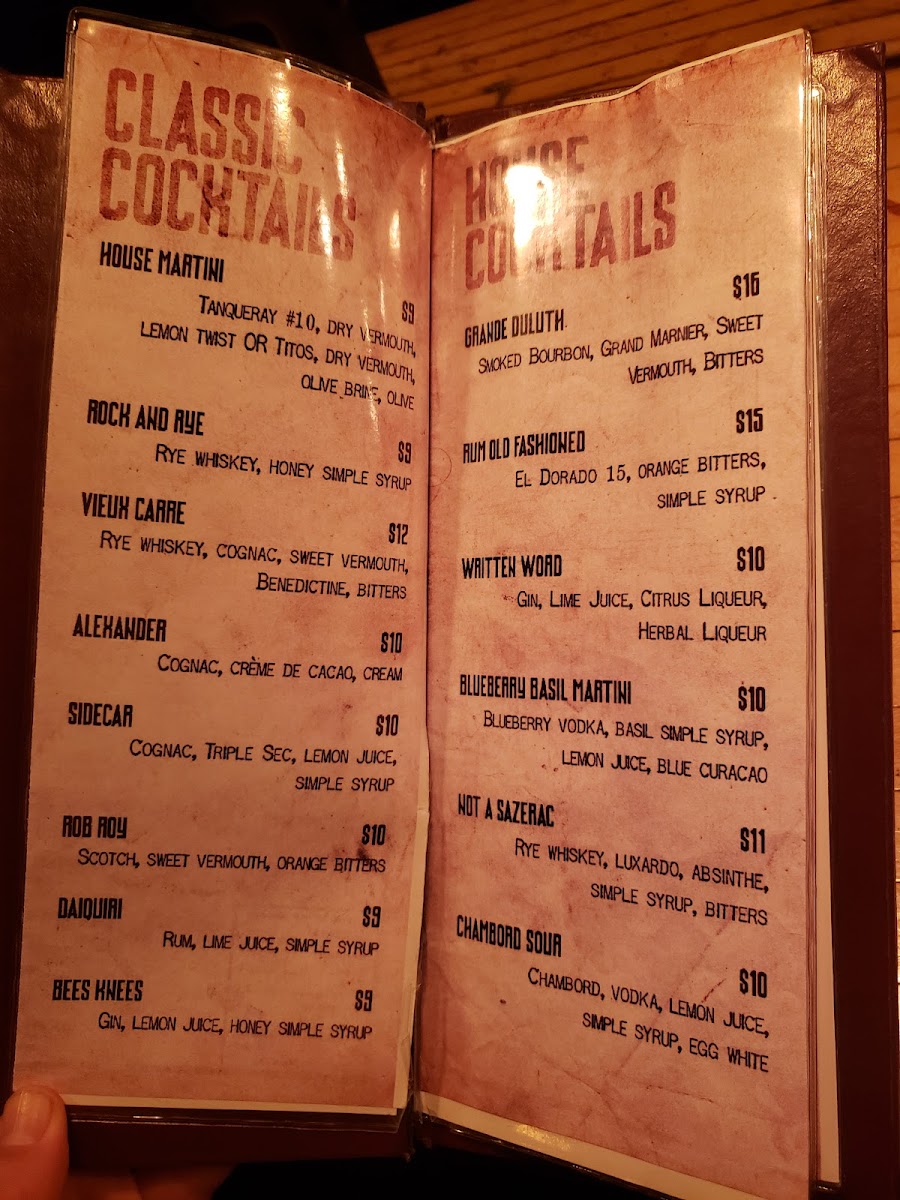 CLASSIC
COCKTAILS
HOUSE MARTINI
$9
TANQUERAY #10, DRY VERMOUTH,
LEMON TWIST OR TITOS, DRY VERMOUTH,
OLIVE BRINE, OLIVE
ROCK AND RYE
$9
RYE WHISKEY, HONEY SIMPLE SYRUP
VIEUX CARRE
$12
RYE WHISKEY, COGNAC, SWEET VERMOUTH,
BENEDICTINE, BITTERS
ALEXANDER
$10
COGNAC, CRÈME DE CACAO, CREAM
SIDECAR
$10
COGNAC, TRIPLE SEC, LEMON JUICE,
SIMPLE SYRUP
ROB ROY
$10
SCOTCH, SWEET VERMOUTH, ORANGE BITTERS
DAIQUIRI
$9
RUM, LIME JUICE, SIMPLE SYRUP
BEES KNEES
$9
GIN, LEMON JUICE, HONEY SIMPLE SYRUP
HOUSE
COCKTAILS
GRANDE DULUTH
$16
SMOKED BOURBON, GRAND MARNIER, SWEET
VERMOUTH, BITTERS
RUM OLD FASHIONED
$15
EL DORADO 15, ORANGE BITTERS,
SIMPLE SYRUP
WRITTEN WORD
$10
GIN, LIME JUICE, CITRUS LIQUEUR,
HERBAL LIQUEUR
BLUEBERRY BASIL MARTINI
$10
BLUEBERRY VODKA, BASIL SIMPLE SYRUP,
LEMON JUICE, BLUE CURACAO
NOT A SAZERAC
$11
RYE WHISKEY, LUXARDO, ABSINTHE,
SIMPLE SYRUP, BITTERS
CHAMBORD SOUR
$10
CHAMBORD, VODKA, LEMON JUICE,
SIMPLE SYRUP, EGG WHITE